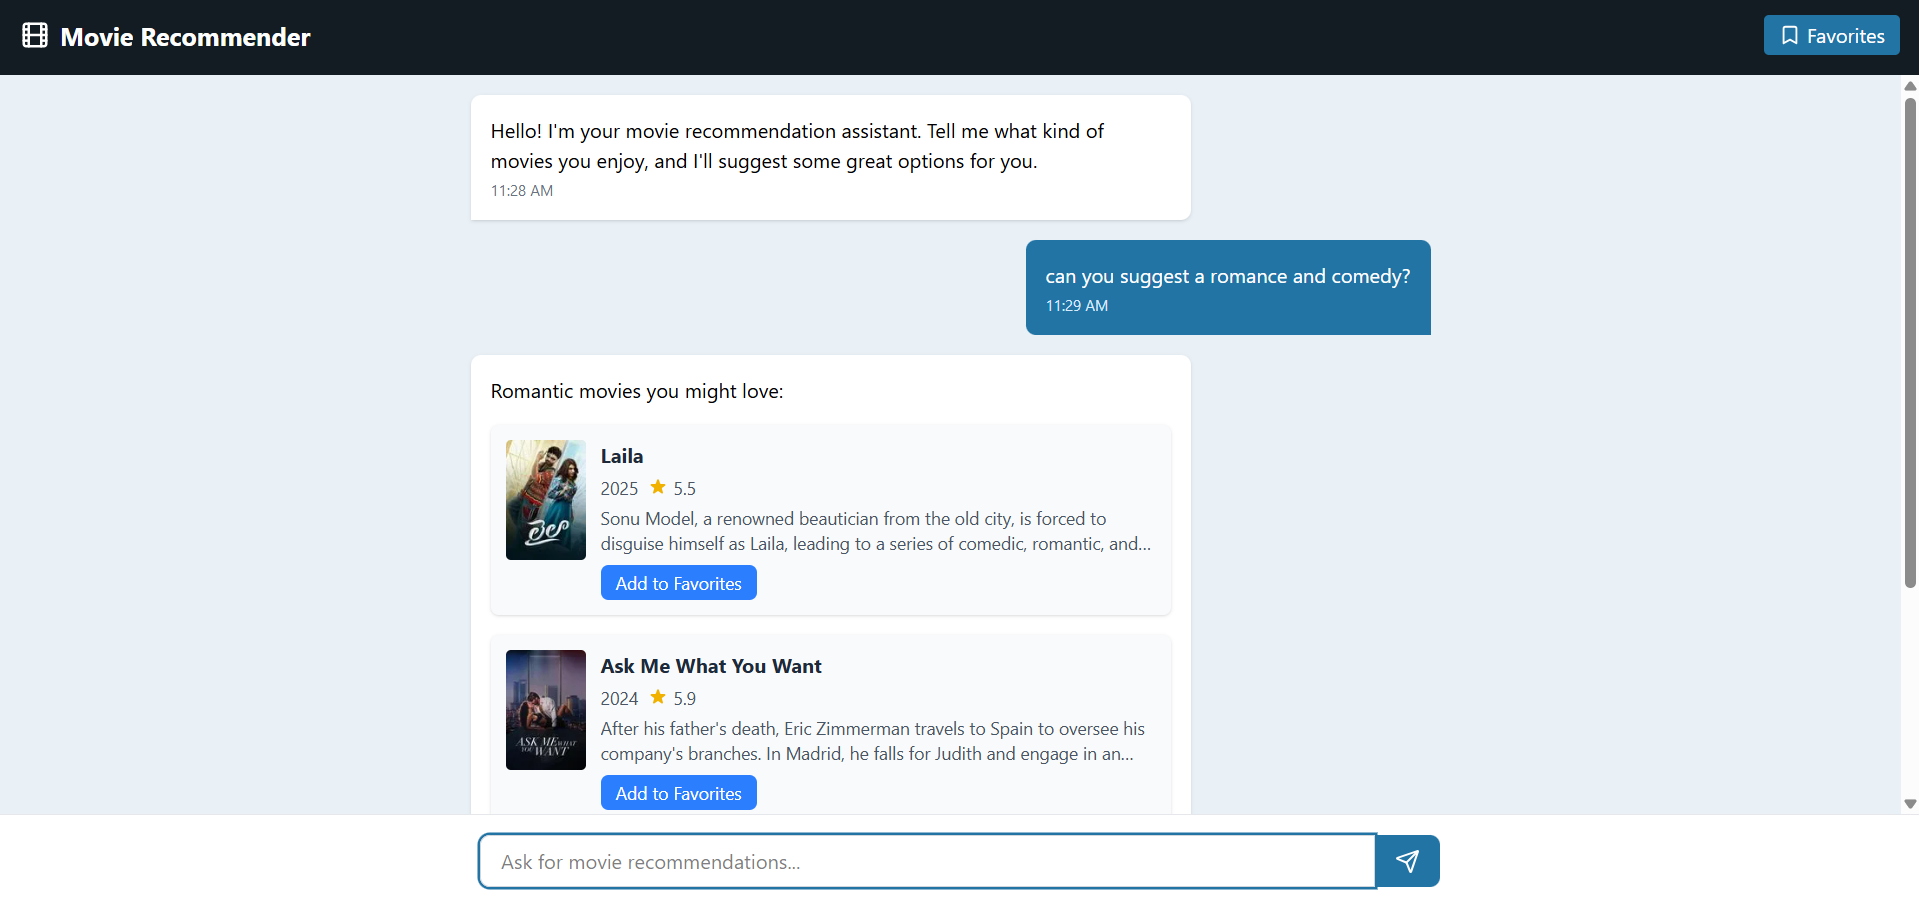 Movie Recommender
Favorites
Hello! I'm your movie recommendation assistant. Tell me what kind of
movies you enjoy, and I'll suggest some great options for you.
11:28 AM
can you suggest a romance and comedy?
11:29 AM
Romantic movies you might love:
లైలా
Laila
2025 5.5
Sonu Model, a renowned beautician from the old city, is forced to
disguise himself as Laila, leading to a series of comedic, romantic, and...
Add to Favorites
ASK ME WHAT
YOU WANT
Ask Me What You Want
2024 5.9
After his father's death, Eric Zimmerman travels to Spain to oversee his
company's branches. In Madrid, he falls for Judith and engage in an...
Add to Favorites
Ask for movie recommendations...